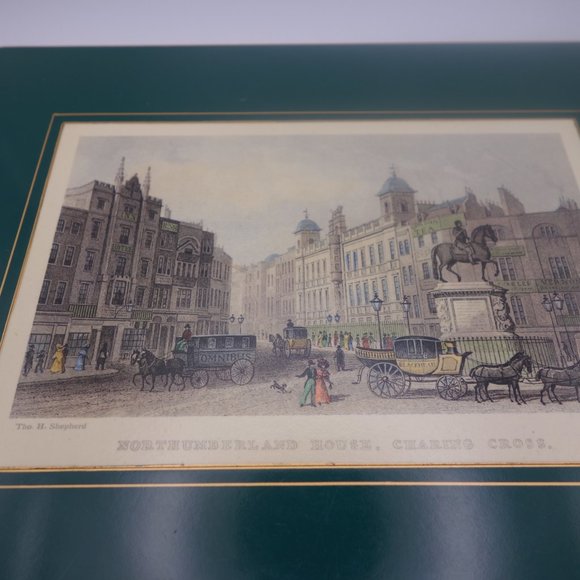 OMNIBUS
Tho. H. Shepherd
NORTHUMBERLAND HOUSE, CHARING CROSS.